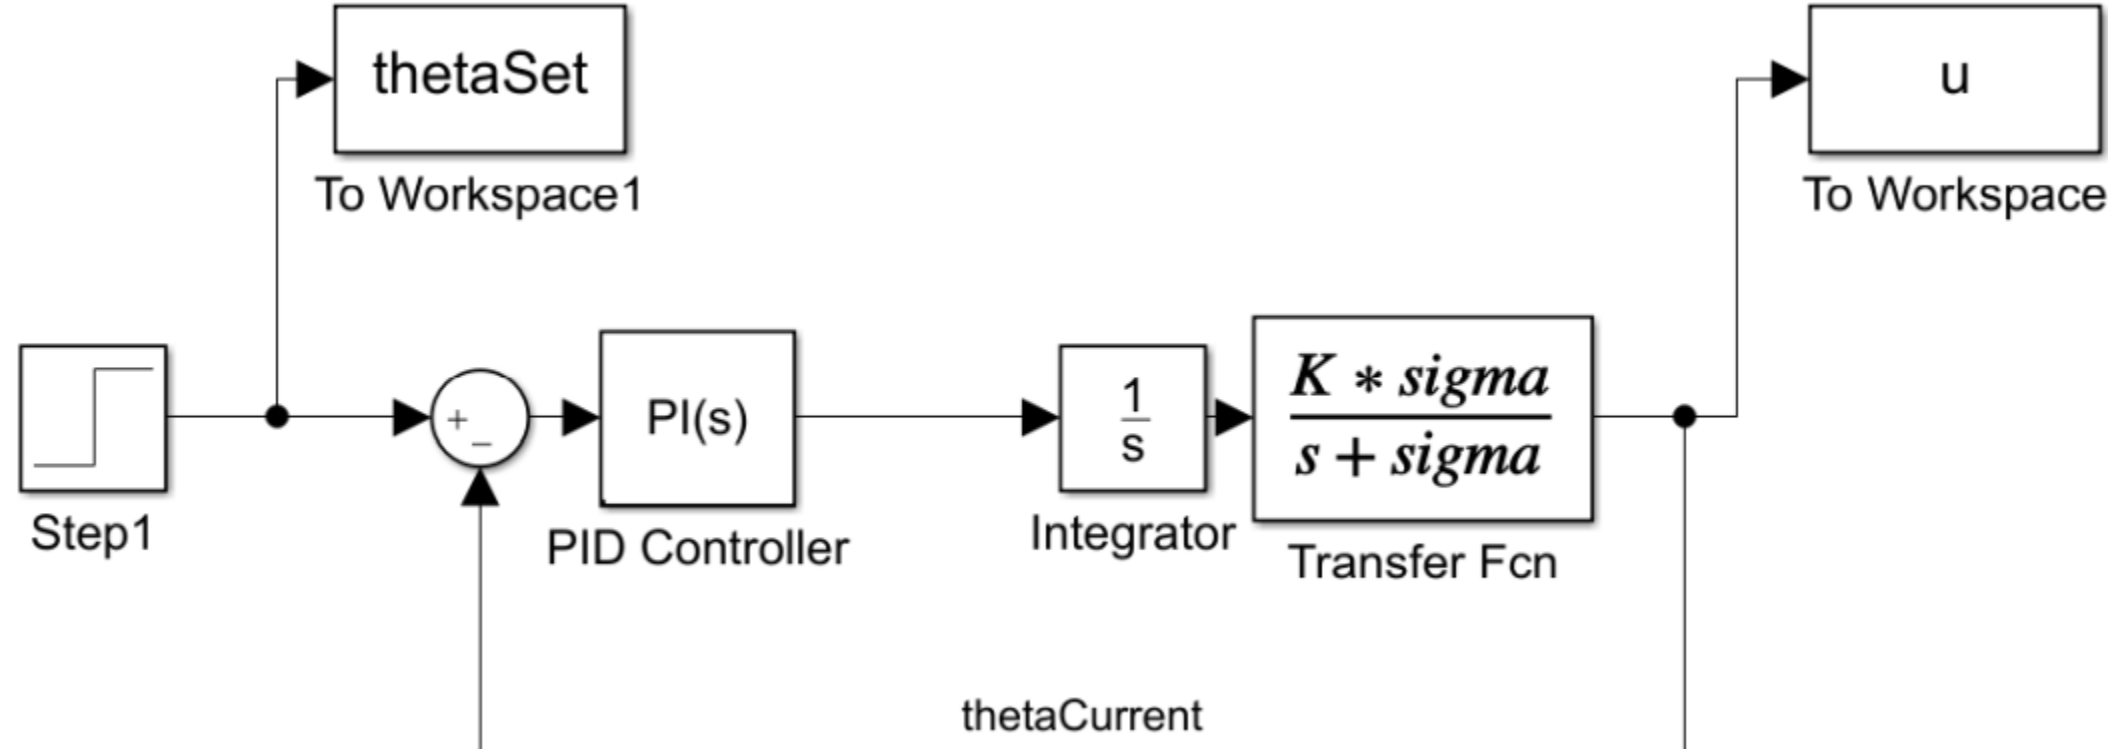 thetaSet
To Workspace1
u
To Workspace
Step1
+
−
PI(s)
PID Controller
1
s
Integrator
K * sigma
s + sigma
Transfer Fcn
thetaCurrent